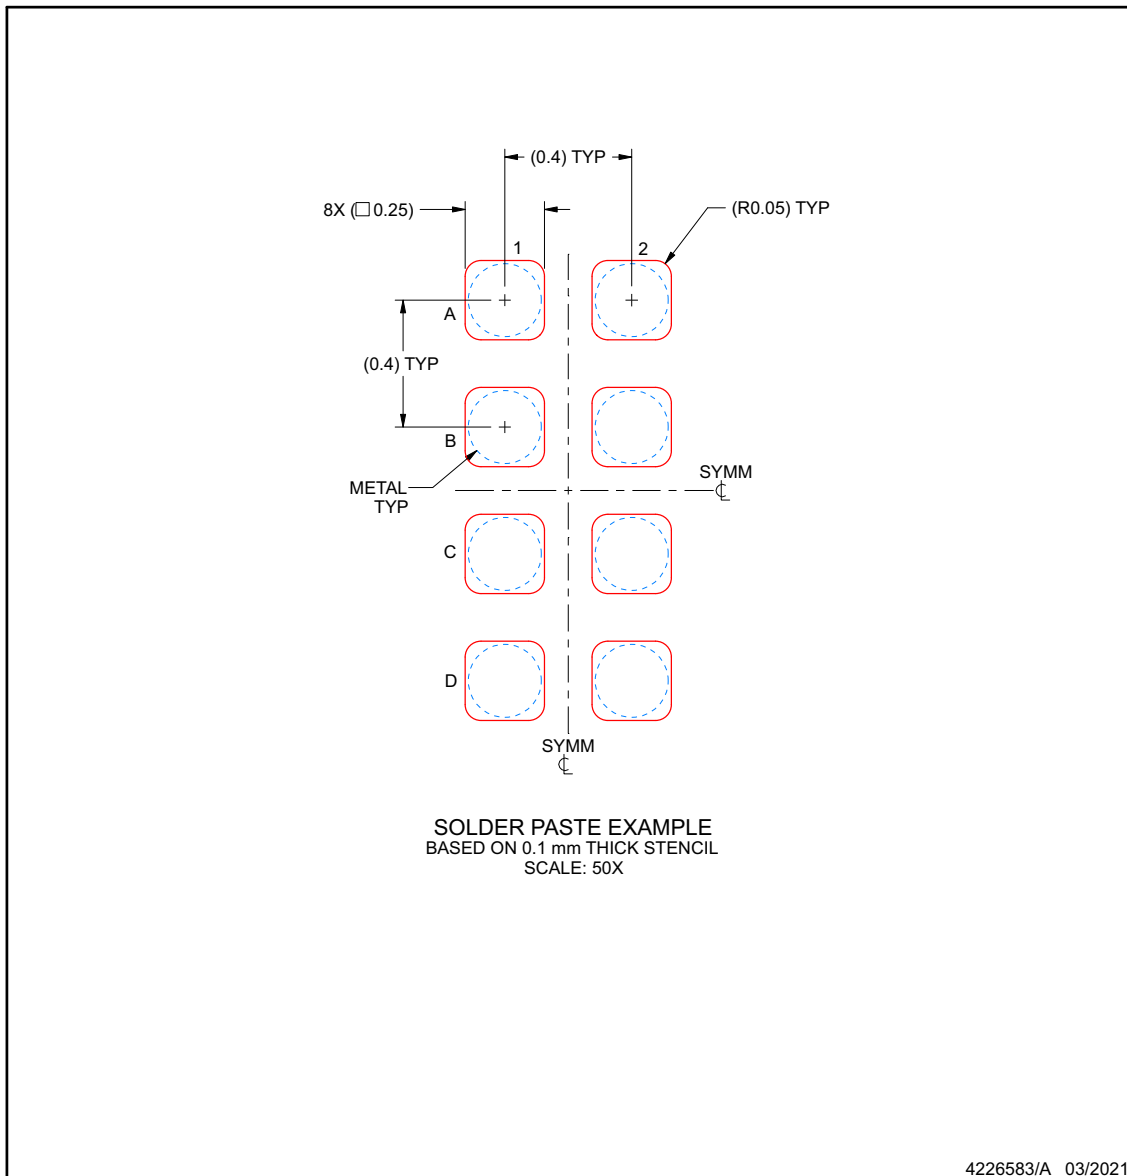 (0.4) TYP
8X (□ 0.25)
(R0.05) TYP
1
2
A
(0.4) TYP
B
SYMM
℄
METAL
TYP
C
D
SYMM
℄
SOLDER PASTE EXAMPLE
BASED ON 0.1 mm THICK STENCIL
SCALE: 50X
4226583/A 03/2021